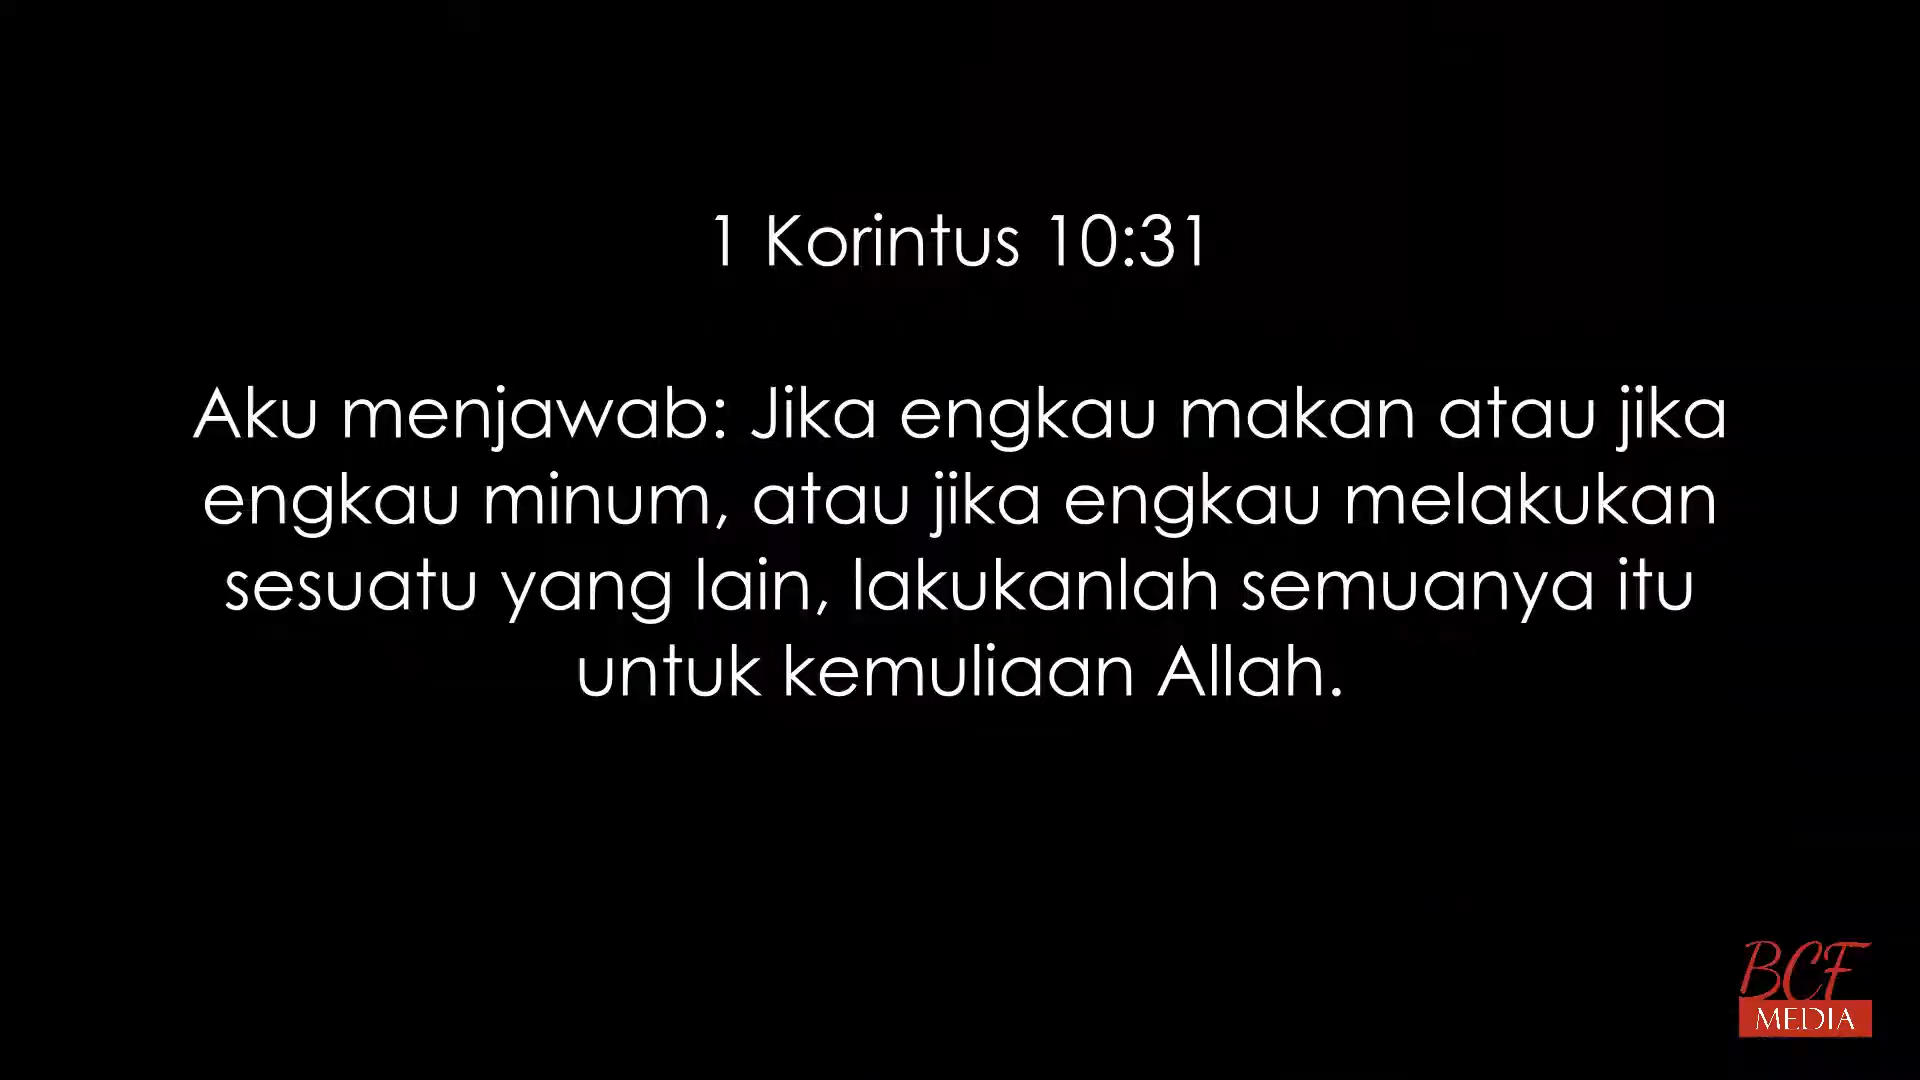 1 Korintus 10:31
Aku menjawab: Jika engkau makan atau jika
engkau minum, atau jika engkau melakukan
sesuatu yang lain, lakukanlah semuanya itu
untuk kemuliaan Allah.
BCF
MEDIA